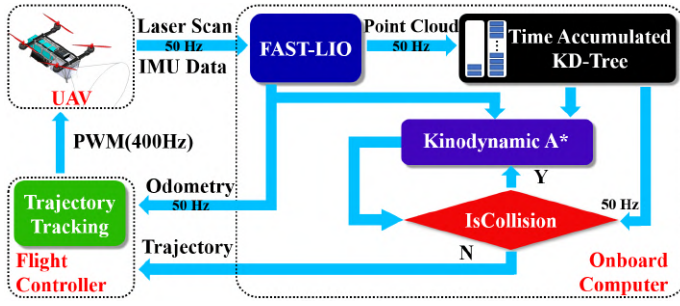 Laser Scan
50 Hz
IMU Data
UAV
FAST-LIO
Point Cloud
50 Hz
Time Accumulated
KD-Tree
PWM(400Hz)
Kinodynamic A*
Y
Odometry
50 Hz
IsCollision
50 Hz
Trajectory
Tracking
Trajectory
N
Flight
Controller
Onboard
Computer